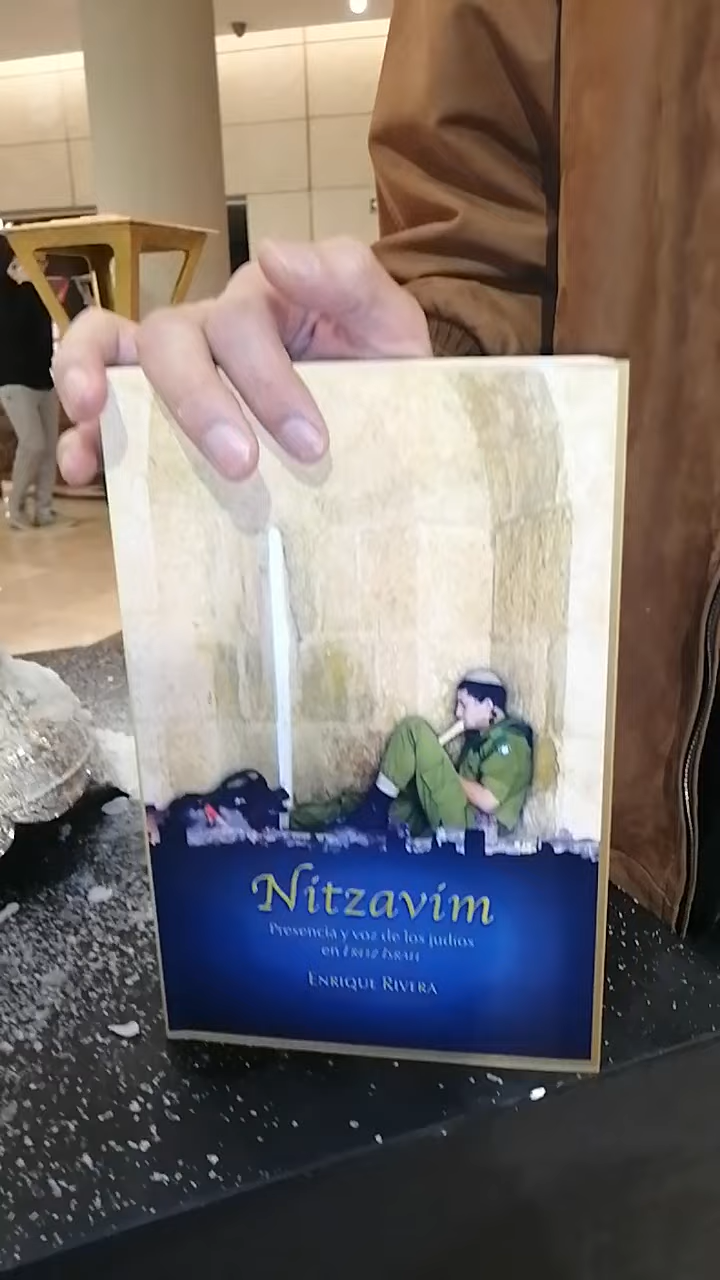 Nitzavim
Presencia y voz de los judíos
en Eretz Israel
Enrique Rivera